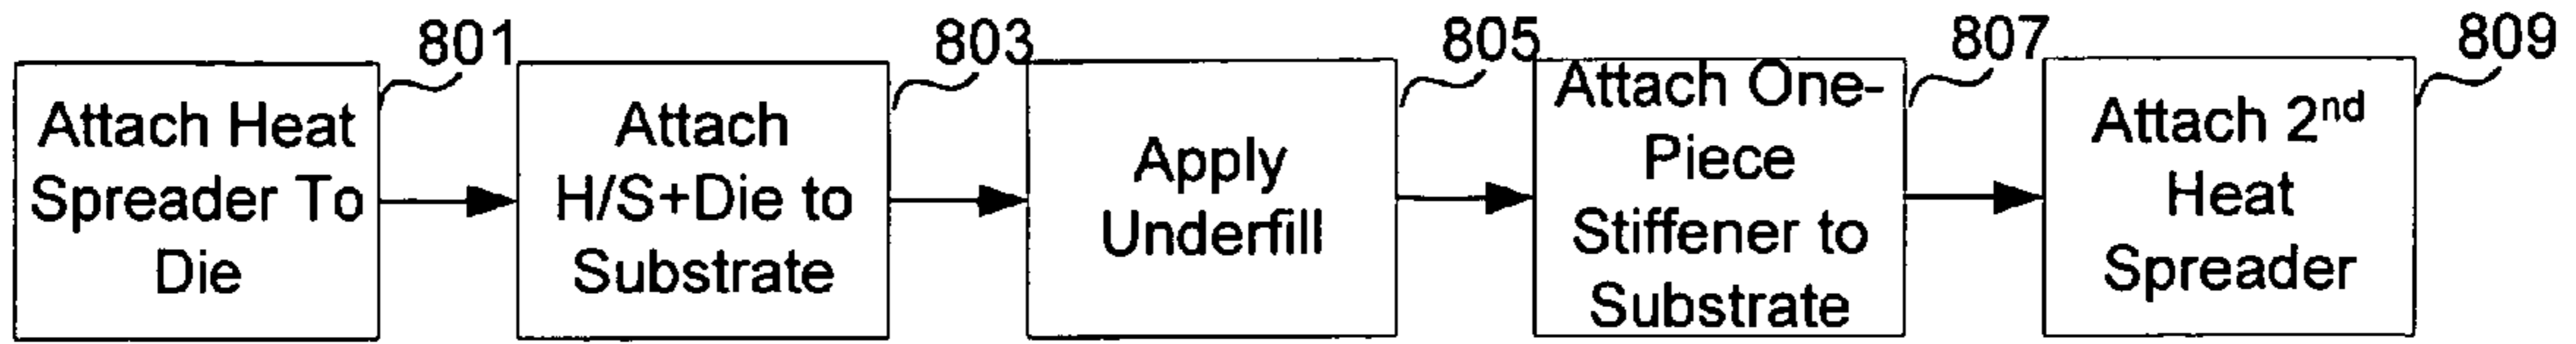 801
Attach Heat
Spreader To
Die
803
Attach
H/S+Die to
Substrate
805
Apply
Underfill
807
Attach One-
Piece
Stiffener to
Substrate
809
Attach 2nd
Heat
Spreader